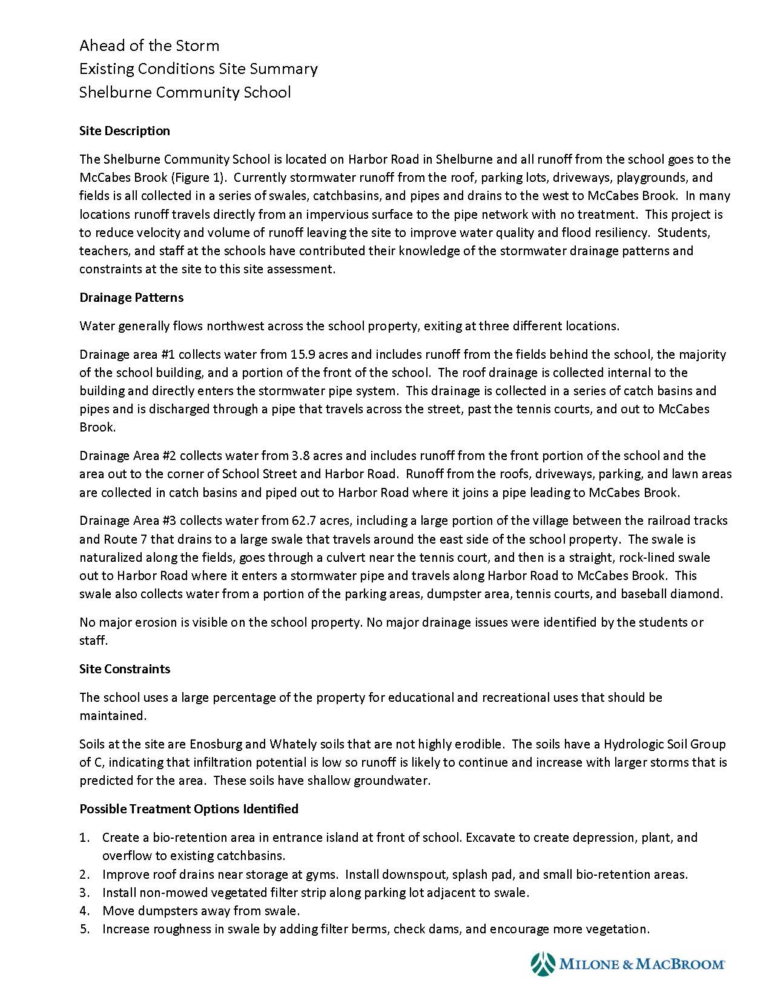 Ahead of the Storm
Existing Conditions Site Summary
Shelburne Community School
Site Description
The Shelburne Community School is located on Harbor Road in Shelburne and all runoff from the school goes to the
McCabes Brook (Figure 1).  Currently stormwater runoff from the roof, parking lots, driveways, playgrounds, and
fields is all collected in a series of swales, catchbasins, and pipes and drains to the west to McCabes Brook.  In many
locations runoff travels directly from an impervious surface to the pipe network with no treatment.  This project is
to reduce velocity and volume of runoff leaving the site to improve water quality and flood resiliency.  Students,
teachers, and staff at the schools have contributed their knowledge of the stormwater drainage patterns and
constraints at the site to this site assessment.
Drainage Patterns
Water generally flows northwest across the school property, exiting at three different locations.
Drainage area #1 collects water from 15.9 acres and includes runoff from the fields behind the school, the majority
of the school building, and a portion of the front of the school.  The roof drainage is collected internal to the
building and directly enters the stormwater pipe system.  This drainage is collected in a series of catch basins and
pipes and is discharged through a pipe that travels across the street, past the tennis courts, and out to McCabes
Brook.
Drainage Area #2 collects water from 3.8 acres and includes runoff from the front portion of the school and the
area out to the corner of School Street and Harbor Road.  Runoff from the roofs, driveways, parking, and lawn areas
are collected in catch basins and piped out to Harbor Road where it joins a pipe leading to McCabes Brook.
Drainage Area #3 collects water from 62.7 acres, including a large portion of the village between the railroad tracks
and Route 7 that drains to a large swale that travels around the east side of the school property.  The swale is
naturalized along the fields, goes through a culvert near the tennis court, and then is a straight, rock-lined swale
out to Harbor Road where it enters a stormwater pipe and travels along Harbor Road to McCabes Brook.  This
swale also collects water from a portion of the parking areas, dumpster area, tennis courts, and baseball diamond.
No major erosion is visible on the school property. No major drainage issues were identified by the students or
staff.
Site Constraints
The school uses a large percentage of the property for educational and recreational uses that should be
maintained.
Soils at the site are Enosburg and Whately soils that are not highly erodible.  The soils have a Hydrologic Soil Group
of C, indicating that infiltration potential is low so runoff is likely to continue and increase with larger storms that is
predicted for the area.  These soils have shallow groundwater.
Possible Treatment Options Identified
1. Create a bio-retention area in entrance island at front of school. Excavate to create depression, plant, and
overflow to existing catchbasins.
2. Improve roof drains near storage at gyms.  Install downspout, splash pad, and small bio-retention areas.
3. Install non-mowed vegetated filter strip along parking lot adjacent to swale.
4. Move dumpsters away from swale.
5. Increase roughness in swale by adding filter berms, check dams, and encourage more vegetation.
MILONE & MACBROOM